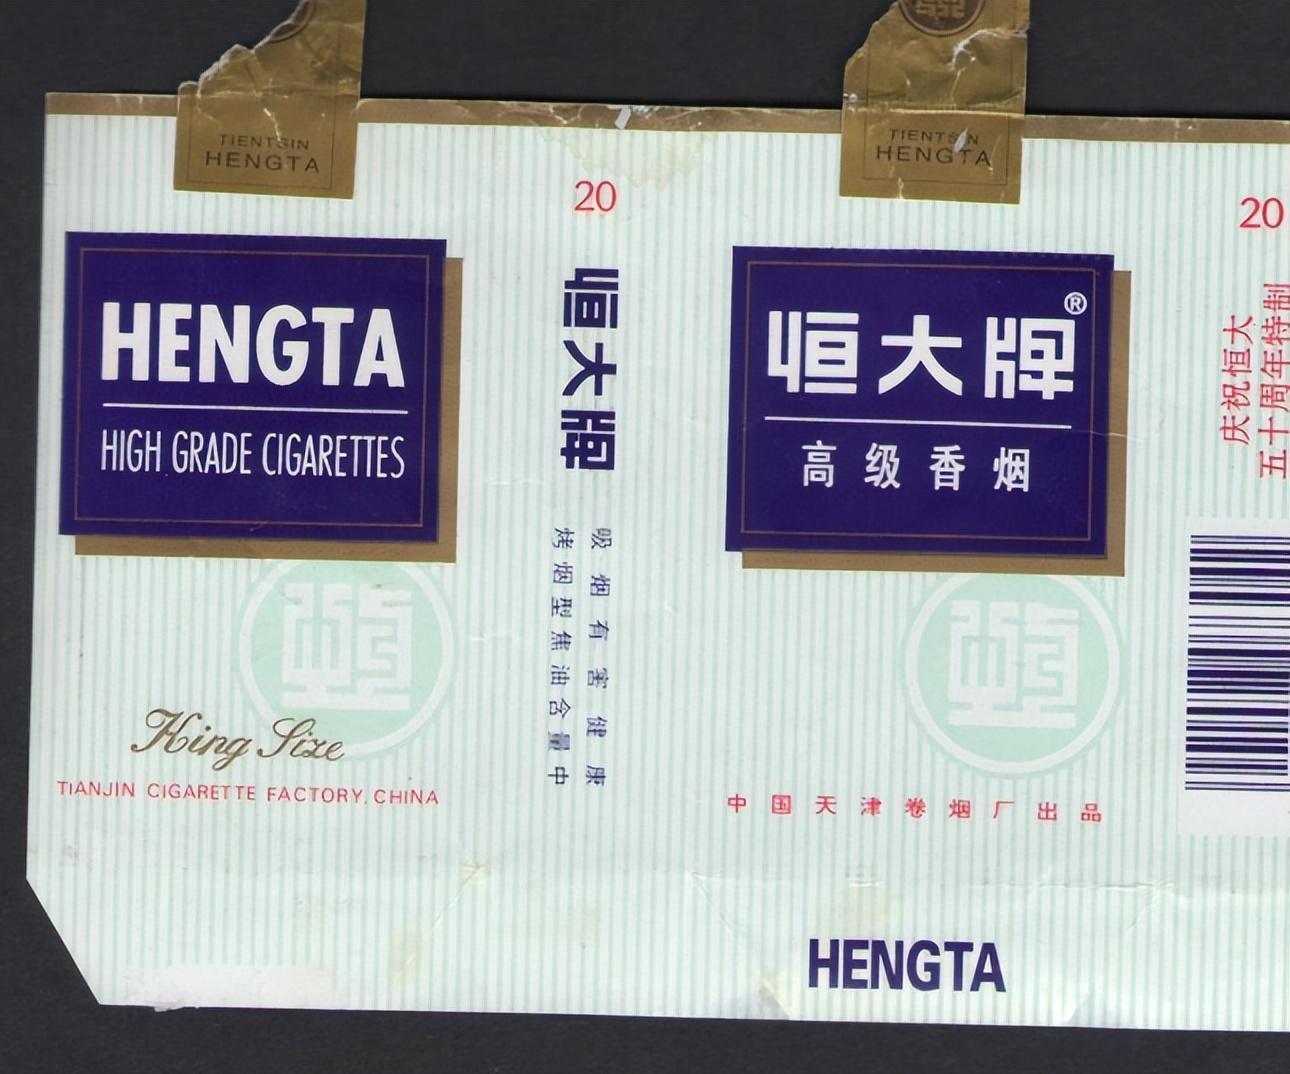 TIENTSIN
HENGTA
HENGTA
HIGH GRADE CIGARETTES
King Size
TIANJIN CIGARETTE FACTORY, CHINA
20
恒大牌
吸烟有害健康
烤烟型焦油含量中
TIENTSIN
HENGTA
恒大牌®
高级香烟
中国天津卷烟厂出品
HENGTA
20
庆祝恒大
五十周年特制